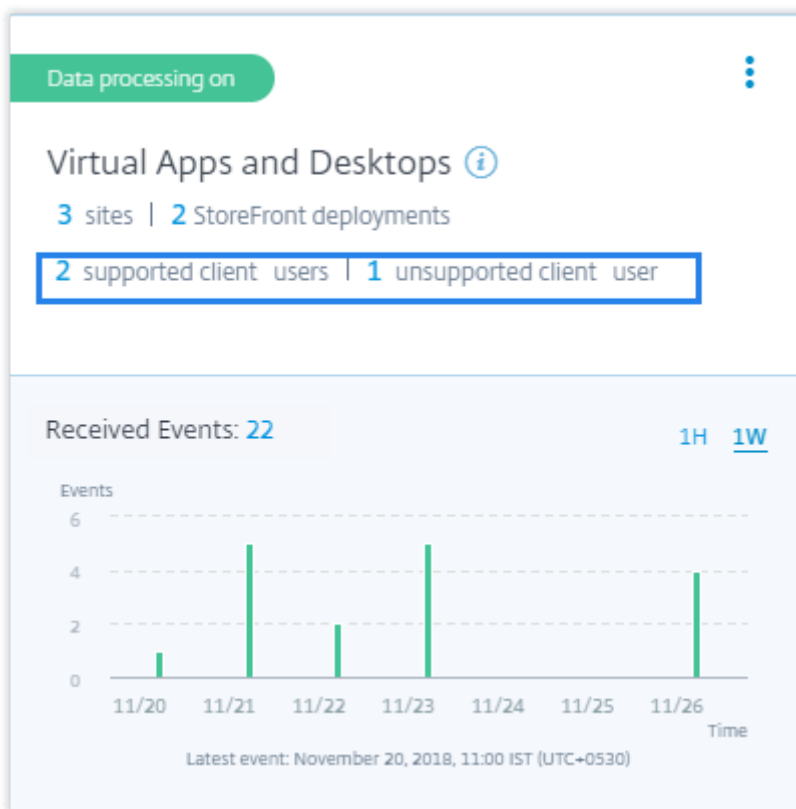 Data processing on
Virtual Apps and Desktops i
3 sites | 2 StoreFront deployments
2 supported client users | 1 unsupported client user
Received Events: 22
1H 1W
Events
6
4
2
0
11/20 11/21 11/22 11/23 11/24 11/25 11/26
Time
Latest event: November 20, 2018, 11:00 IST (UTC+0530)